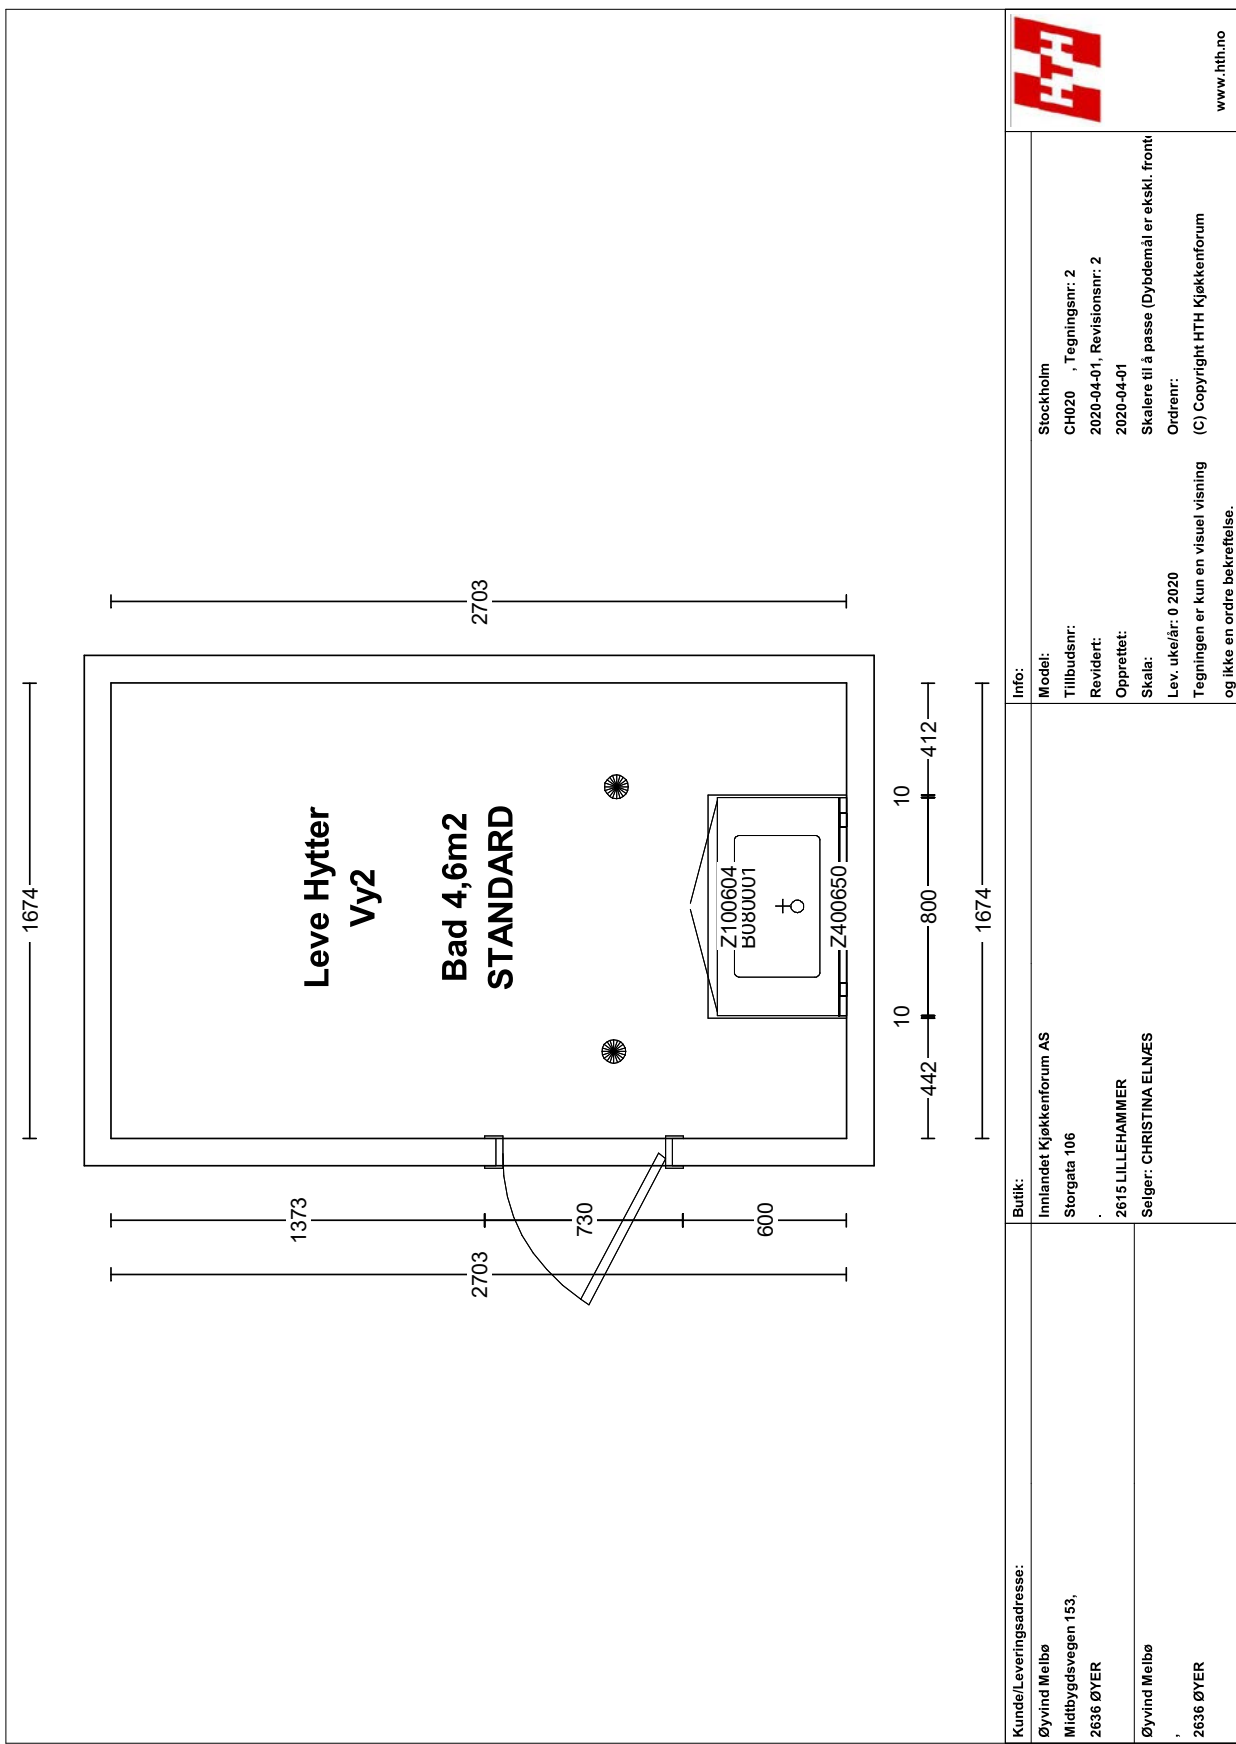 1674
2703
Leve Hytter
Vy2
Bad 4,6m2
STANDARD
1373
730
600
2703
Z100604
B080001
Z400650
442
10
800
10
412
1674
Kunde/Leveringsadresse:
Øyvind Melbø
Midtbygdsvegen 153,
2636 ØYER
Øyvind Melbø
,
2636 ØYER
Butik:
Innlandet Kjøkkenforum AS
Storgata 106
.
2615 LILLEHAMMER
Selger: CHRISTINA ELNÆS
Info:
Model: Stockholm
Tillbudsnr: CH020 , Tegningsnr: 2
Revidert: 2020-04-01, Revisionsnr: 2
Opprettet: 2020-04-01
Skala: Skalere til å passe (Dybdemål er ekskl. fronte
Lev. uke/år: 0 2020 Ordrenr:
Tegningen er kun en visuel visning (C) Copyright HTH Kjøkkenforum
og ikke en ordre bekreftelse.
HTH
www.hth.no